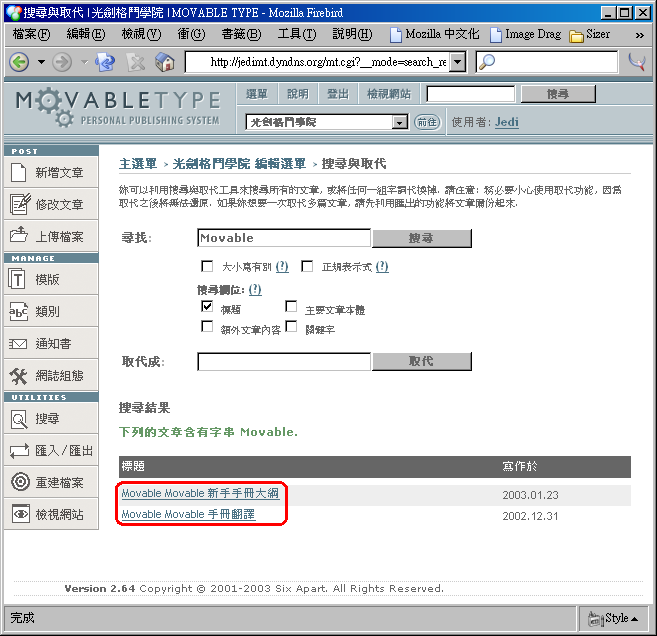 搜尋與取代 | 光劍格鬥學院 | MOVABLE TYPE - Mozilla Firebird
檔案(F) 編輯(E) 檢視(V) 衝(G) 書籤(B) 工具(T) 說明(H) Mozilla 中文化 Image Drag Sizer »
http://jedimt.dyndns.org/mt.cgi?__mode=search_re
MOVABLETYPE
PERSONAL PUBLISHING SYSTEM
選單 說明 登出 檢視網站 搜尋
光劍格鬥學院 前往 使用者: Jedi
POST
新增文章
修改文章
上傳檔案
MANAGE
模版
類別
通知書
網誌組態
UTILITIES
搜尋
匯入/匯出
重建檔案
檢視網站
主選單 > 光劍格鬥學院 編輯選單 > 搜尋與取代
妳可以利用搜尋與取代工具來搜尋所有的文章, 或將任何一組字詞代換掉. 請注意: 務必要小心使用取代功能, 因為
取代之後將無法還原. 如果妳想要一次取代多篇文章, 請先利用匯出的功能將文章備份起來.
尋找: Movable 搜尋
大小寫有別 (?) 正規表示式 (?)
搜尋欄位: (?)
標題 主要文章本體
額外文章內容 關鍵字
取代成: 取代
搜尋結果
下列的文章含有字串 Movable.
標題 寫作於
Movable Movable 新手手冊大綱 2003.01.23
Movable Movable 手冊翻譯 2002.12.31
Version 2.64 Copyright © 2001-2003 Six Apart. All Rights Reserved.
完成 Style